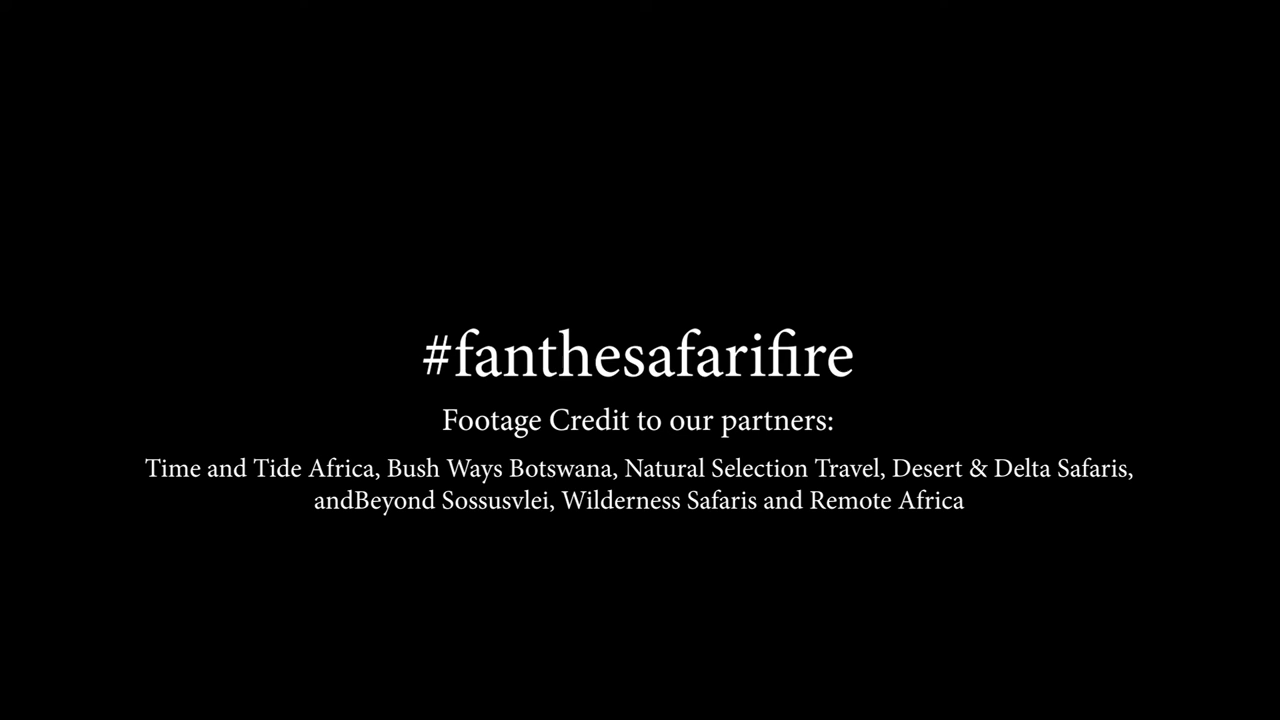 #fanthesafarifire
Footage Credit to our partners:
Time and Tide Africa, Bush Ways Botswana, Natural Selection Travel, Desert & Delta Safaris,
andBeyond Sossusvlei, Wilderness Safaris and Remote Africa